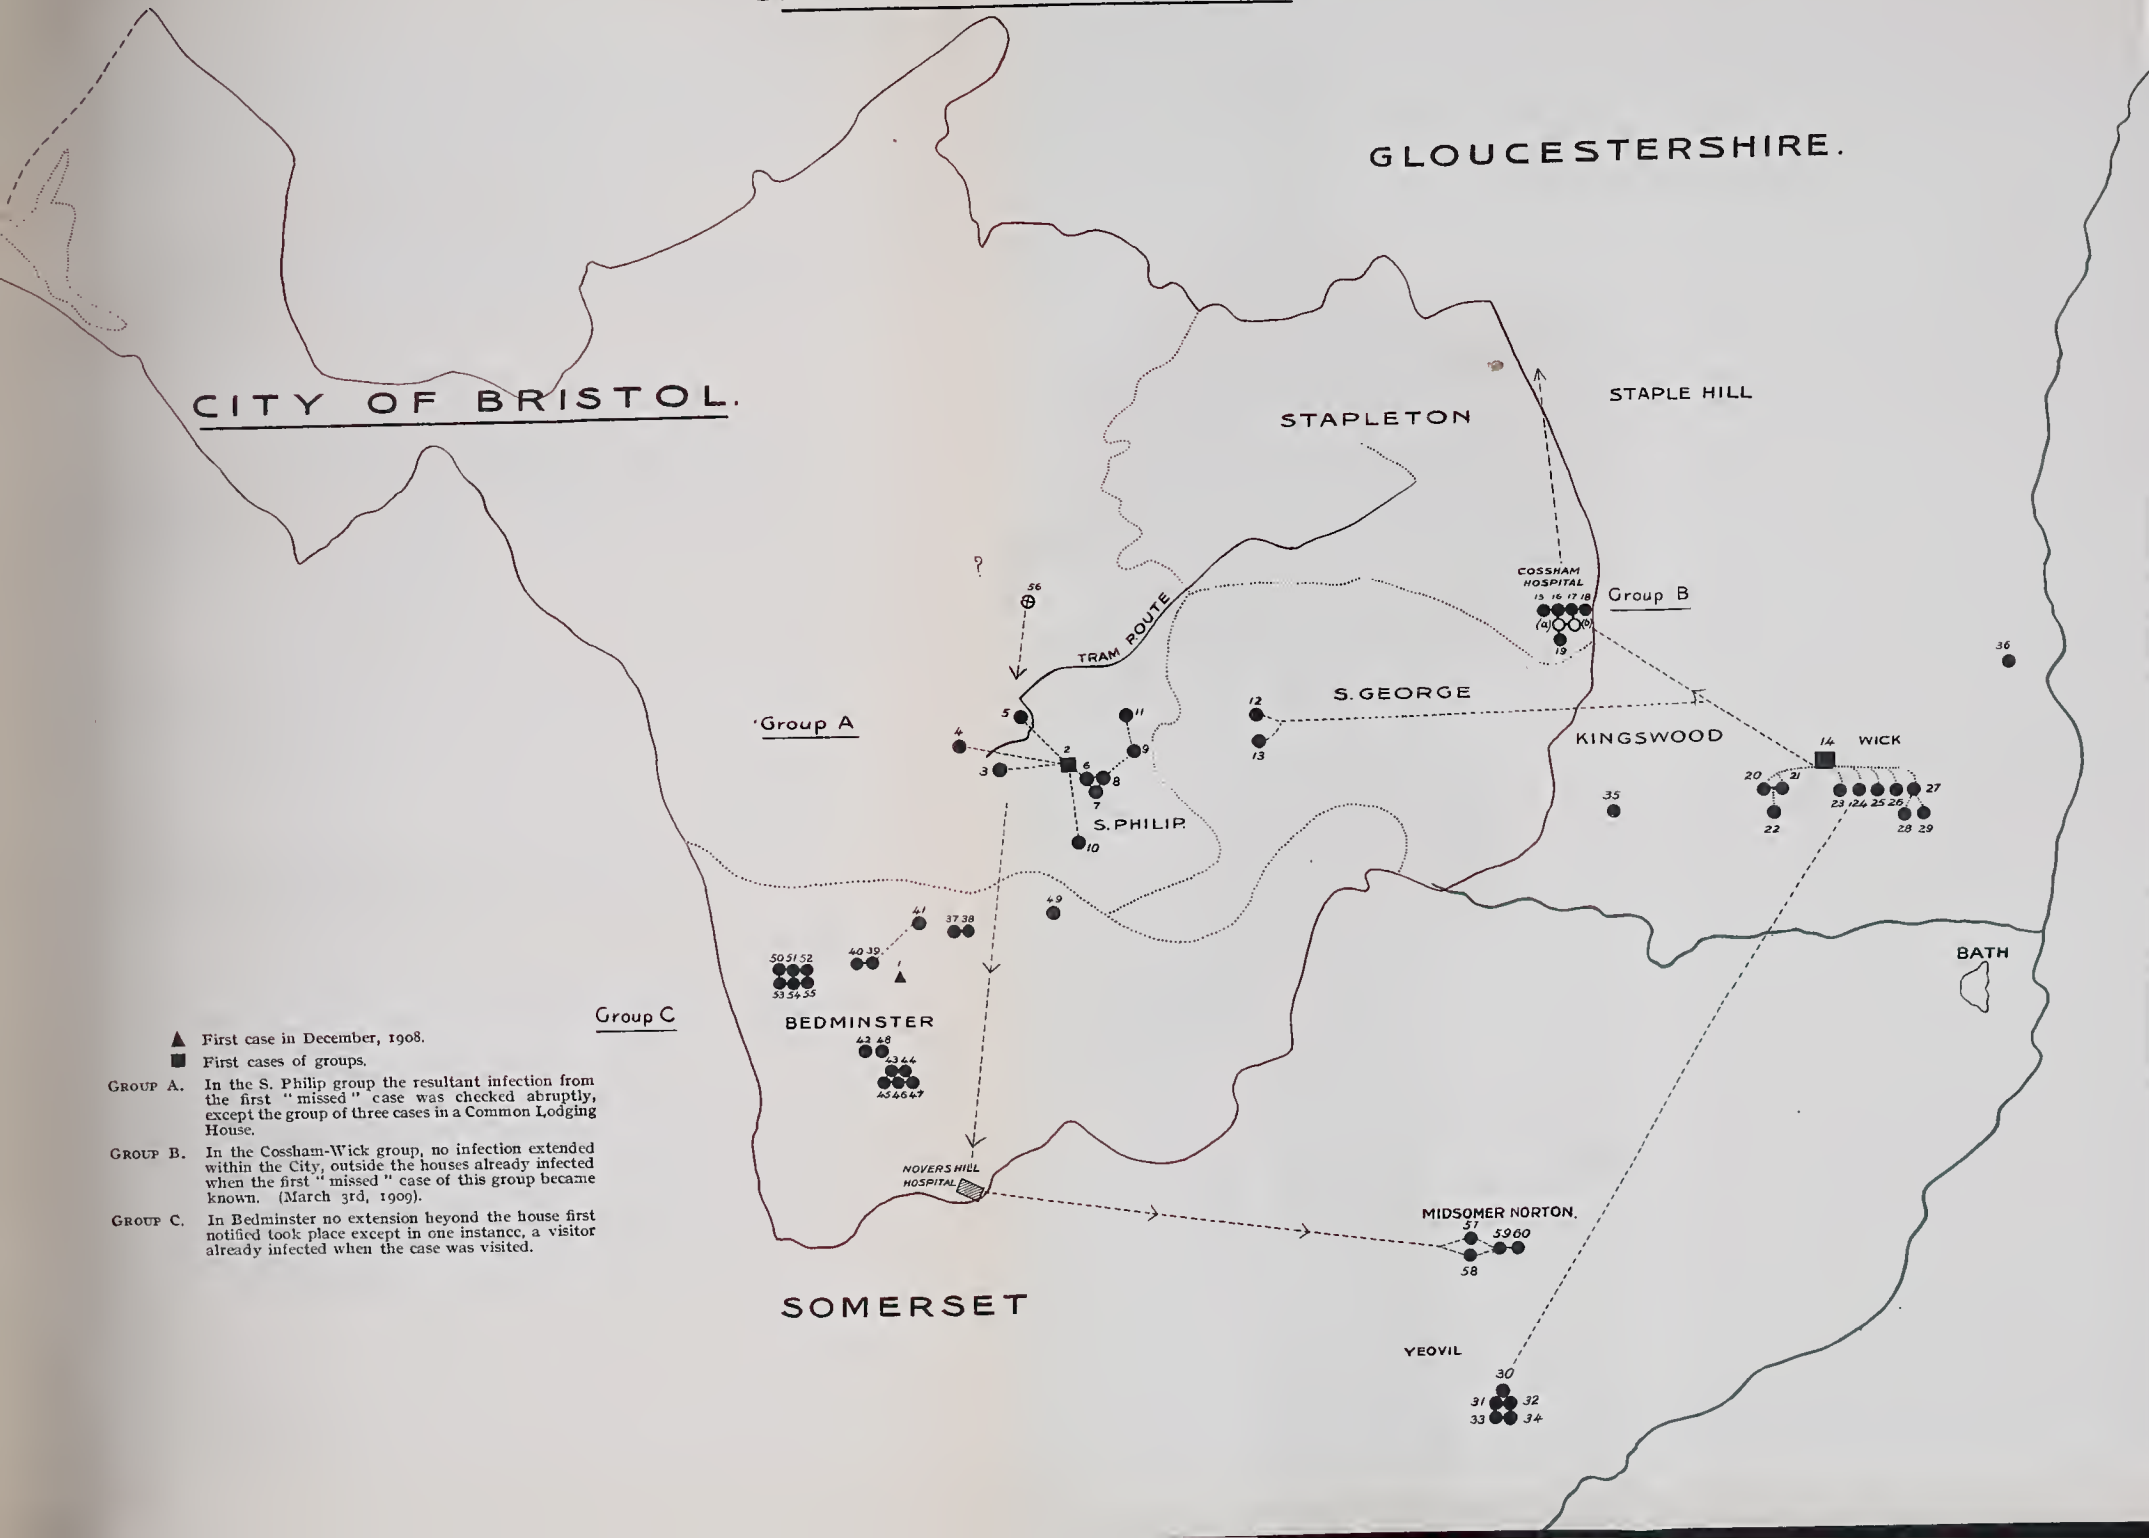 GLOUCESTERSHIRE.
CITY OF BRISTOL.
STAPLE HILL
STAPLETON
?
56
COSSHAM
HOSPITAL
15 16 17 18
(a) (b)
19
Group B
TRAM ROUTE
36
S. GEORGE
12
13
Group A
5
4
3
2
11
9
6
8
7
10
S. PHILIP.
KINGSWOOD
14
WICK
20 21
22
23 24 25 26 27
28 29
35
49
41
37 38
40 39.
1
50 51 52
53 54 55
BATH
Group C
BEDMINSTER
42 48
43 44
45 46 47
▲ First case in December, 1908.
■ First cases of groups.
GROUP A. In the S. Philip group the resultant infection from
the first "missed" case was checked abruptly,
except the group of three cases in a Common Lodging
House.
GROUP B. In the Cossham-Wick group, no infection extended
within the City, outside the houses already infected
when the first "missed" case of this group became
known. (March 3rd, 1909).
GROUP C. In Bedminster no extension beyond the house first
notified took place except in one instance, a visitor
already infected when the case was visited.
NOVERS HILL
HOSPITAL
MIDSOMER NORTON.
57
59 60
58
SOMERSET
YEOVIL
30
31 32
33 34